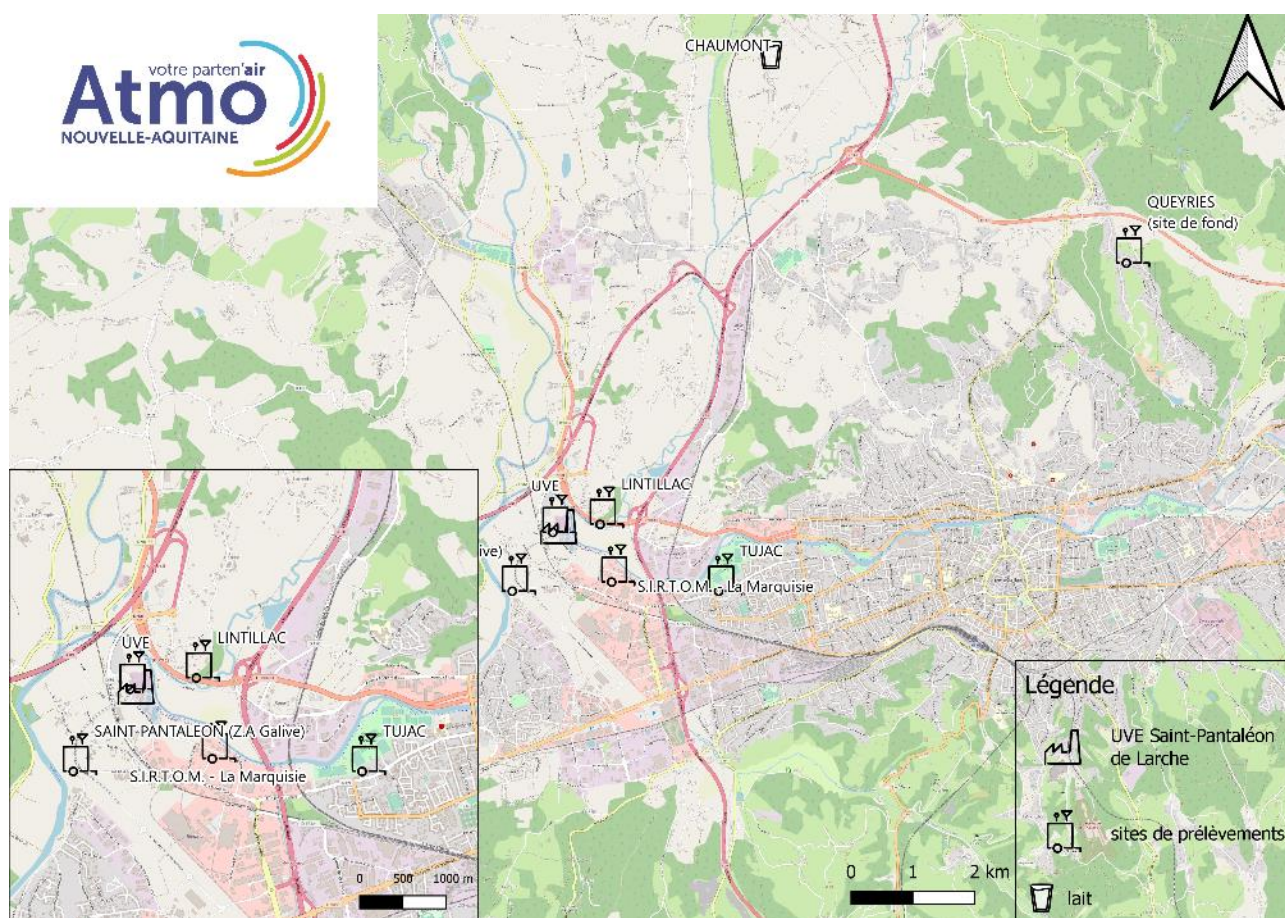 votre parten'air
Atmo
NOUVELLE-AQUITAINE
CHAUMONT
QUEYRIES
(site de fond)
UVE
LINTILLAC
ive)
TUJAC
S.I.R.T.O.M. - La Marquisie
UVE
LINTILLAC
SAINT-PANTALEON (Z.A Galive)
TUJAC
S.I.R.T.O.M. - La Marquisie
0 500 1000 m
0 1 2 km
Légende
UVE Saint-Pantaléon
de Larche
sites de prélèvements
lait